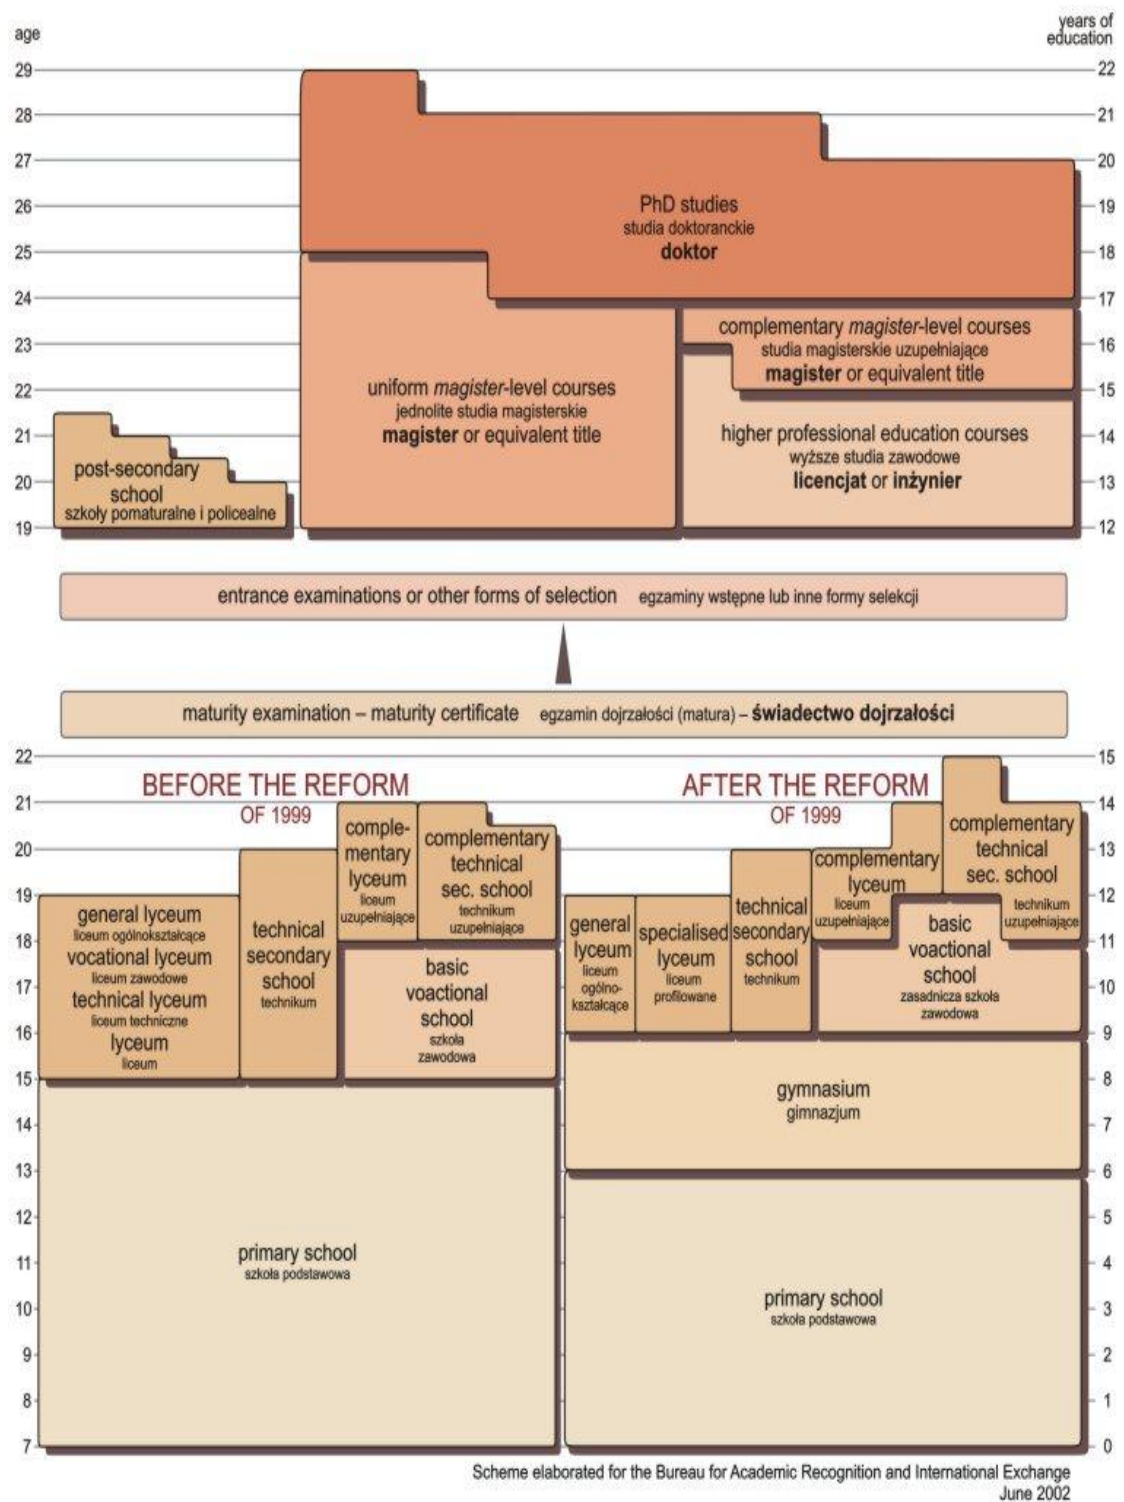 age
years of
education
29
22
28
21
27
20
26
19
25
18
24
17
23
16
22
15
21
14
20
13
19
12
PhD studies
studia doktoranckie
doktor
uniform magister-level courses
jednolite studia magisterskie
magister or equivalent title
complementary magister-level courses
studia magisterskie uzupełniające
magister or equivalent title
higher professional education courses
wyższe studia zawodowe
licencjat or inżynier
post-secondary
school
szkoły pomaturalne i policealne
entrance examinations or other forms of selection egzaminy wstępne lub inne formy selekcji
maturity examination – maturity certificate egzamin dojrzałości (matura) – świadectwo dojrzałości
22
15
21
14
20
13
19
12
18
11
17
10
16
9
15
8
14
7
13
6
12
5
11
4
10
3
9
2
8
1
7
0
BEFORE THE REFORM
OF 1999
general lyceum
liceum ogólnokształcące
vocational lyceum
liceum zawodowe
technical lyceum
liceum techniczne
lyceum
liceum
technical
secondary
school
technikum
comple-
mentary
lyceum
liceum
uzupełniające
complementary
technical
sec. school
technikum
uzupełniające
basic
voactional
school
szkoła
zawodowa
primary school
szkoła podstawowa
AFTER THE REFORM
OF 1999
general
lyceum
liceum
ogólno-
kształcące
specialised
lyceum
liceum
profilowane
technical
secondary
school
technikum
complementary
lyceum
liceum
uzupełniające
complementary
technical
sec. school
technikum
uzupełniające
basic
voactional
school
zasadnicza szkoła
zawodowa
gymnasium
gimnazjum
primary school
szkoła podstawowa
Scheme elaborated for the Bureau for Academic Recognition and International Exchange
June 2002